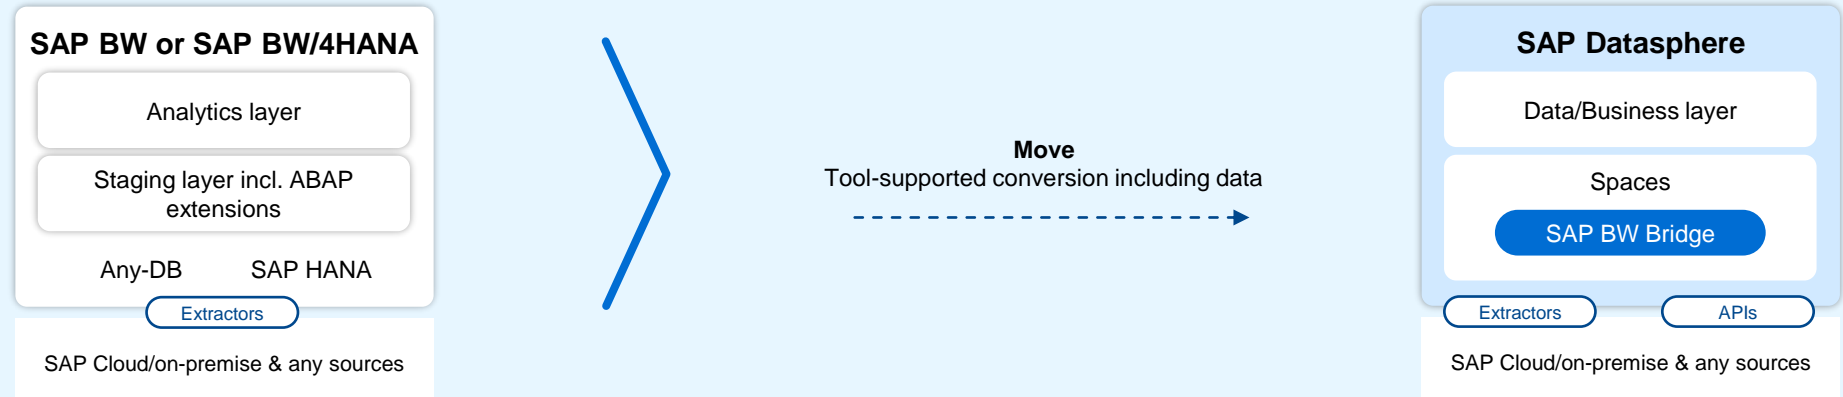 SAP BW or SAP BW/4HANA
Analytics layer
Staging layer incl. ABAP
extensions
Any-DB SAP HANA
Extractors
SAP Cloud/on-premise & any sources
Move
Tool-supported conversion including data
SAP Datasphere
Data/Business layer
Spaces
SAP BW Bridge
Extractors APIs
SAP Cloud/on-premise & any sources